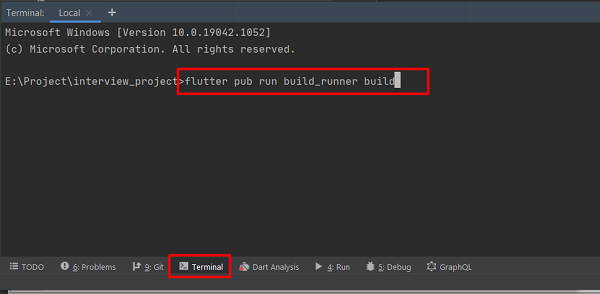 Terminal: Local × +
Microsoft Windows [Version 10.0.19042.1052]
(c) Microsoft Corporation. All rights reserved.
E:\Project\interview_project>flutter pub run build_runner build
TODO 6: Problems 9: Git Terminal Dart Analysis 4: Run 5: Debug GraphQL